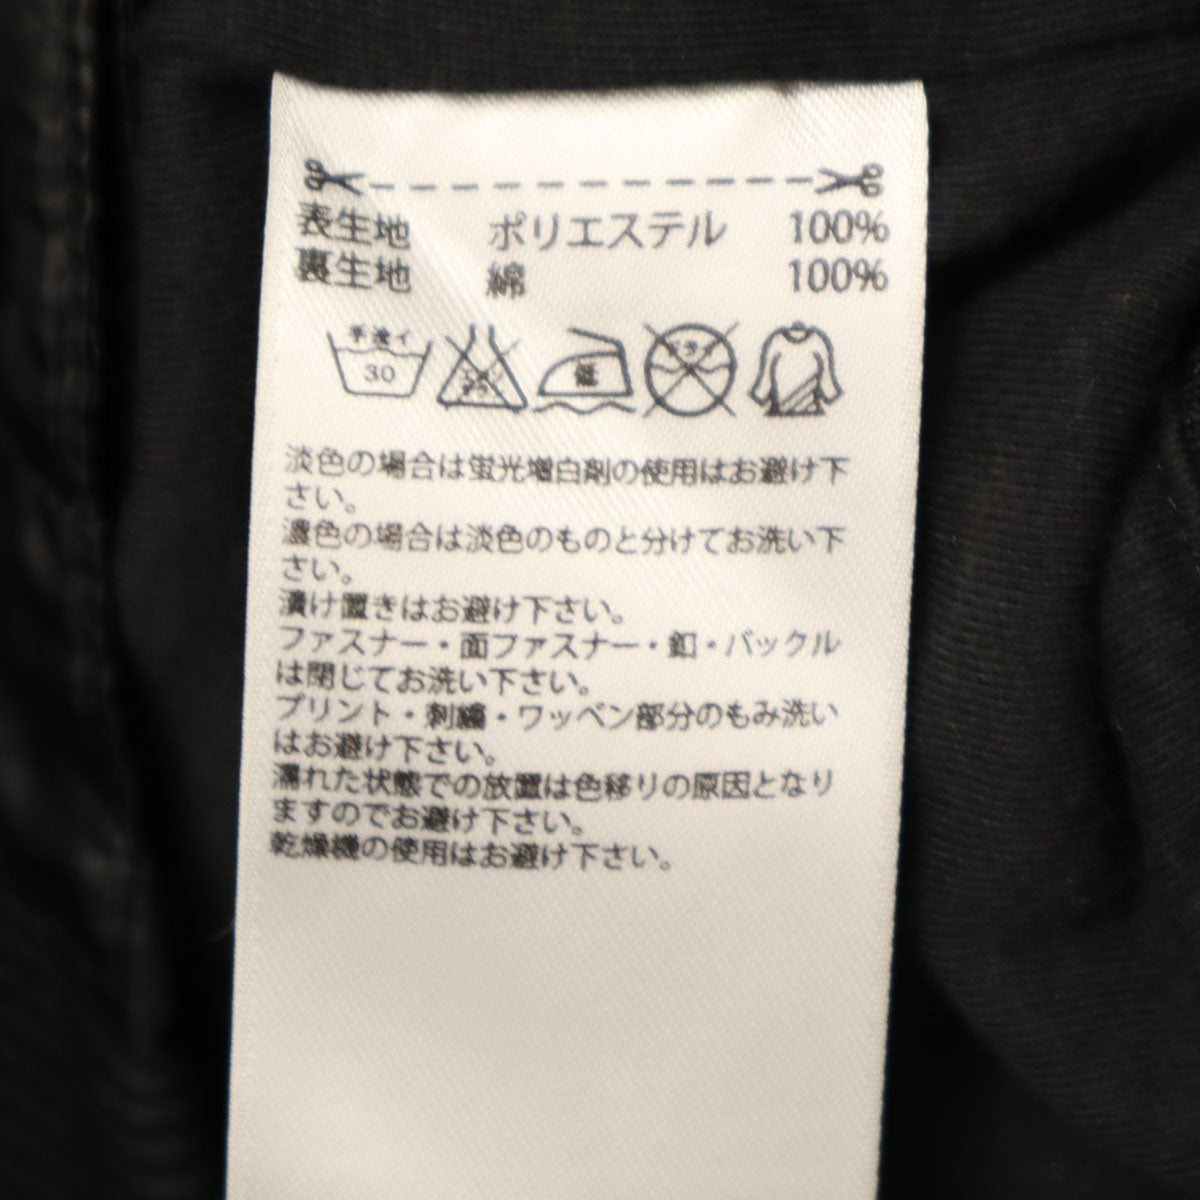 表生地 ポリエステル 100%
裏生地 綿 100%
手洗イ 30 低 ドライ
淡色の場合は蛍光増白剤の使用はお避け下
さい。
濃色の場合は淡色のものと分けてお洗い下
さい。
漬け置きはお避け下さい。
ファスナー・面ファスナー・釦・バックル
は閉じてお洗い下さい。
プリント・刺繍・ワッペン部分のもみ洗い
はお避け下さい。
濡れた状態での放置は色移りの原因となり
ますのでお避け下さい。
乾燥機の使用はお避け下さい。